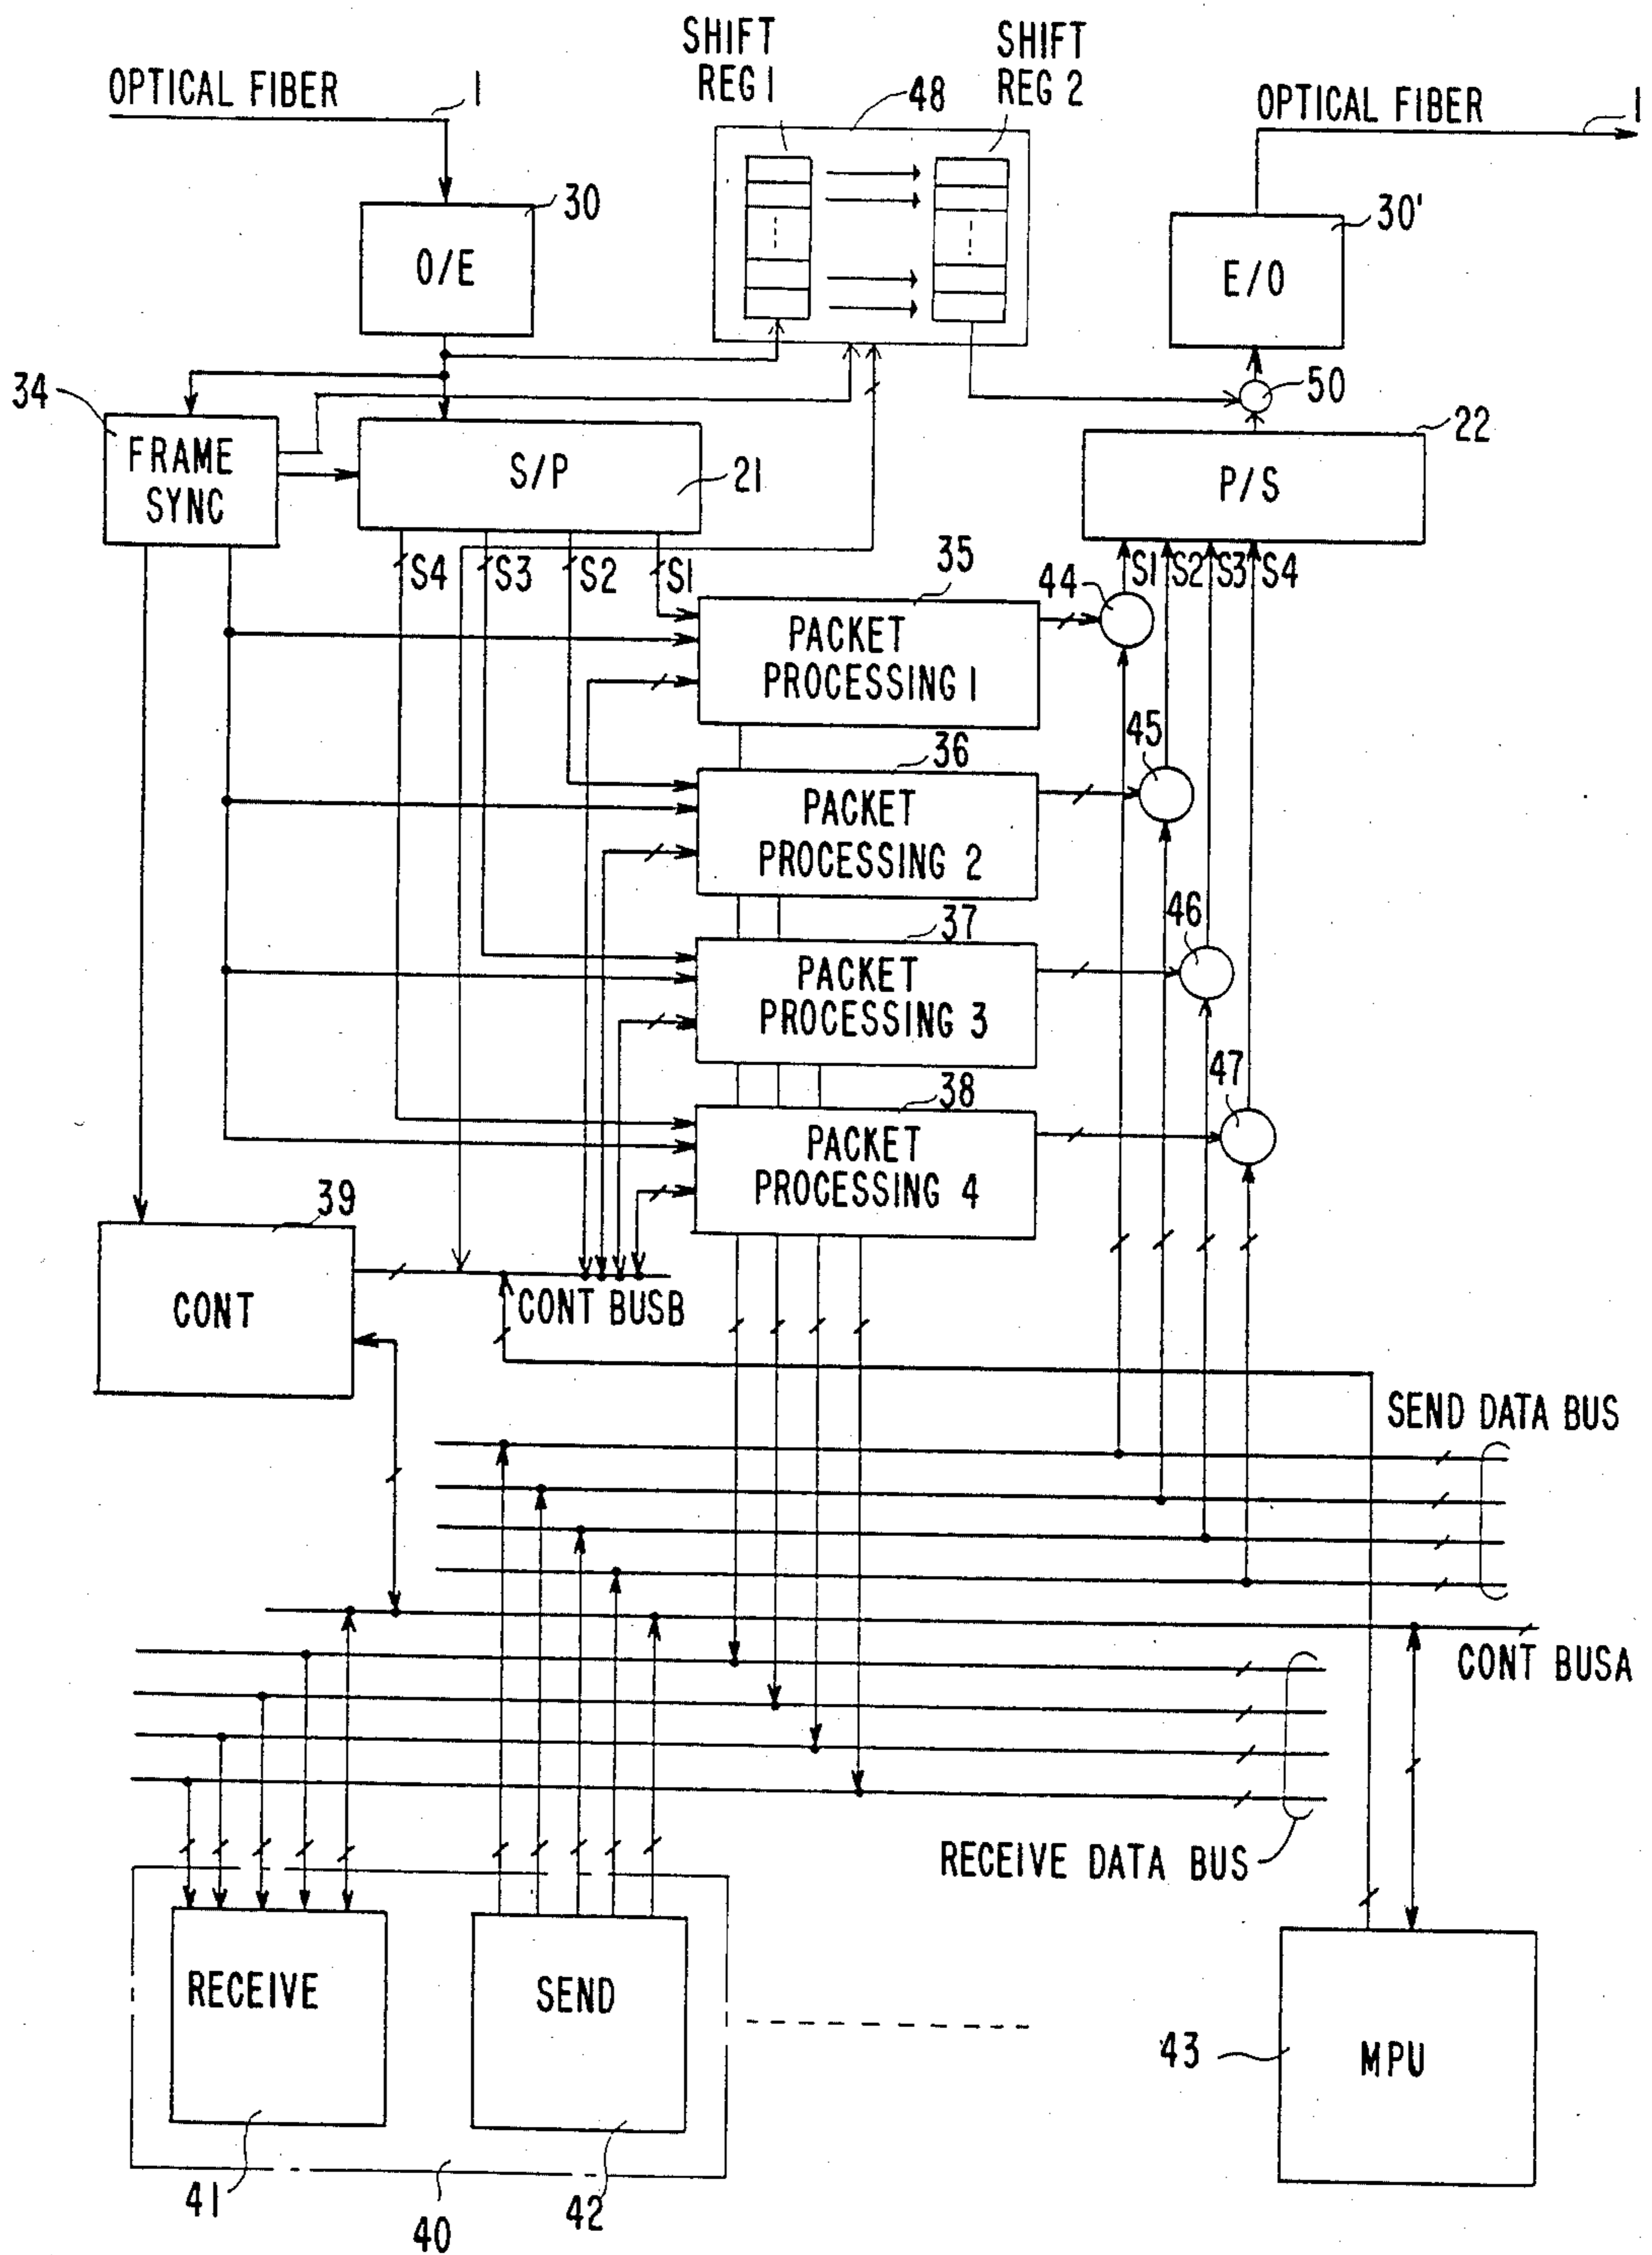 SHIFT
REG 1
SHIFT
REG 2
OPTICAL FIBER
1
48
OPTICAL FIBER
1
30
O/E
30'
E/O
34
FRAME
SYNC
S/P
21
50
22
P/S
S4
S3
S2
S1
S1
S2
S3
S4
35
44
PACKET
PROCESSING 1
36
45
PACKET
PROCESSING 2
37
46
PACKET
PROCESSING 3
38
47
PACKET
PROCESSING 4
39
CONT
CONT BUSB
SEND DATA BUS
CONT BUSA
RECEIVE DATA BUS
RECEIVE
SEND
43
MPU
41
40
42